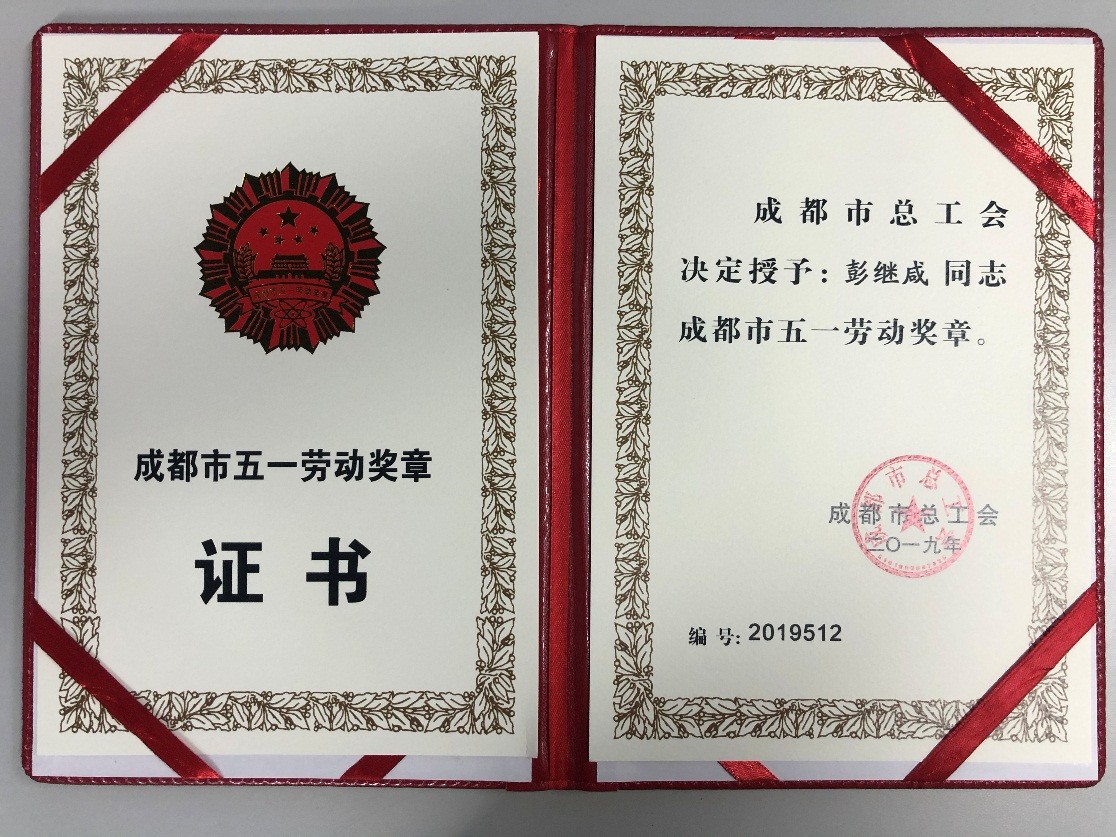 成都市五一劳动奖章
证书
成都市总工会
决定授予:彭继咸 同志
成都市五一劳动奖章。
成都市总工会
二〇一九年
编号:2019512